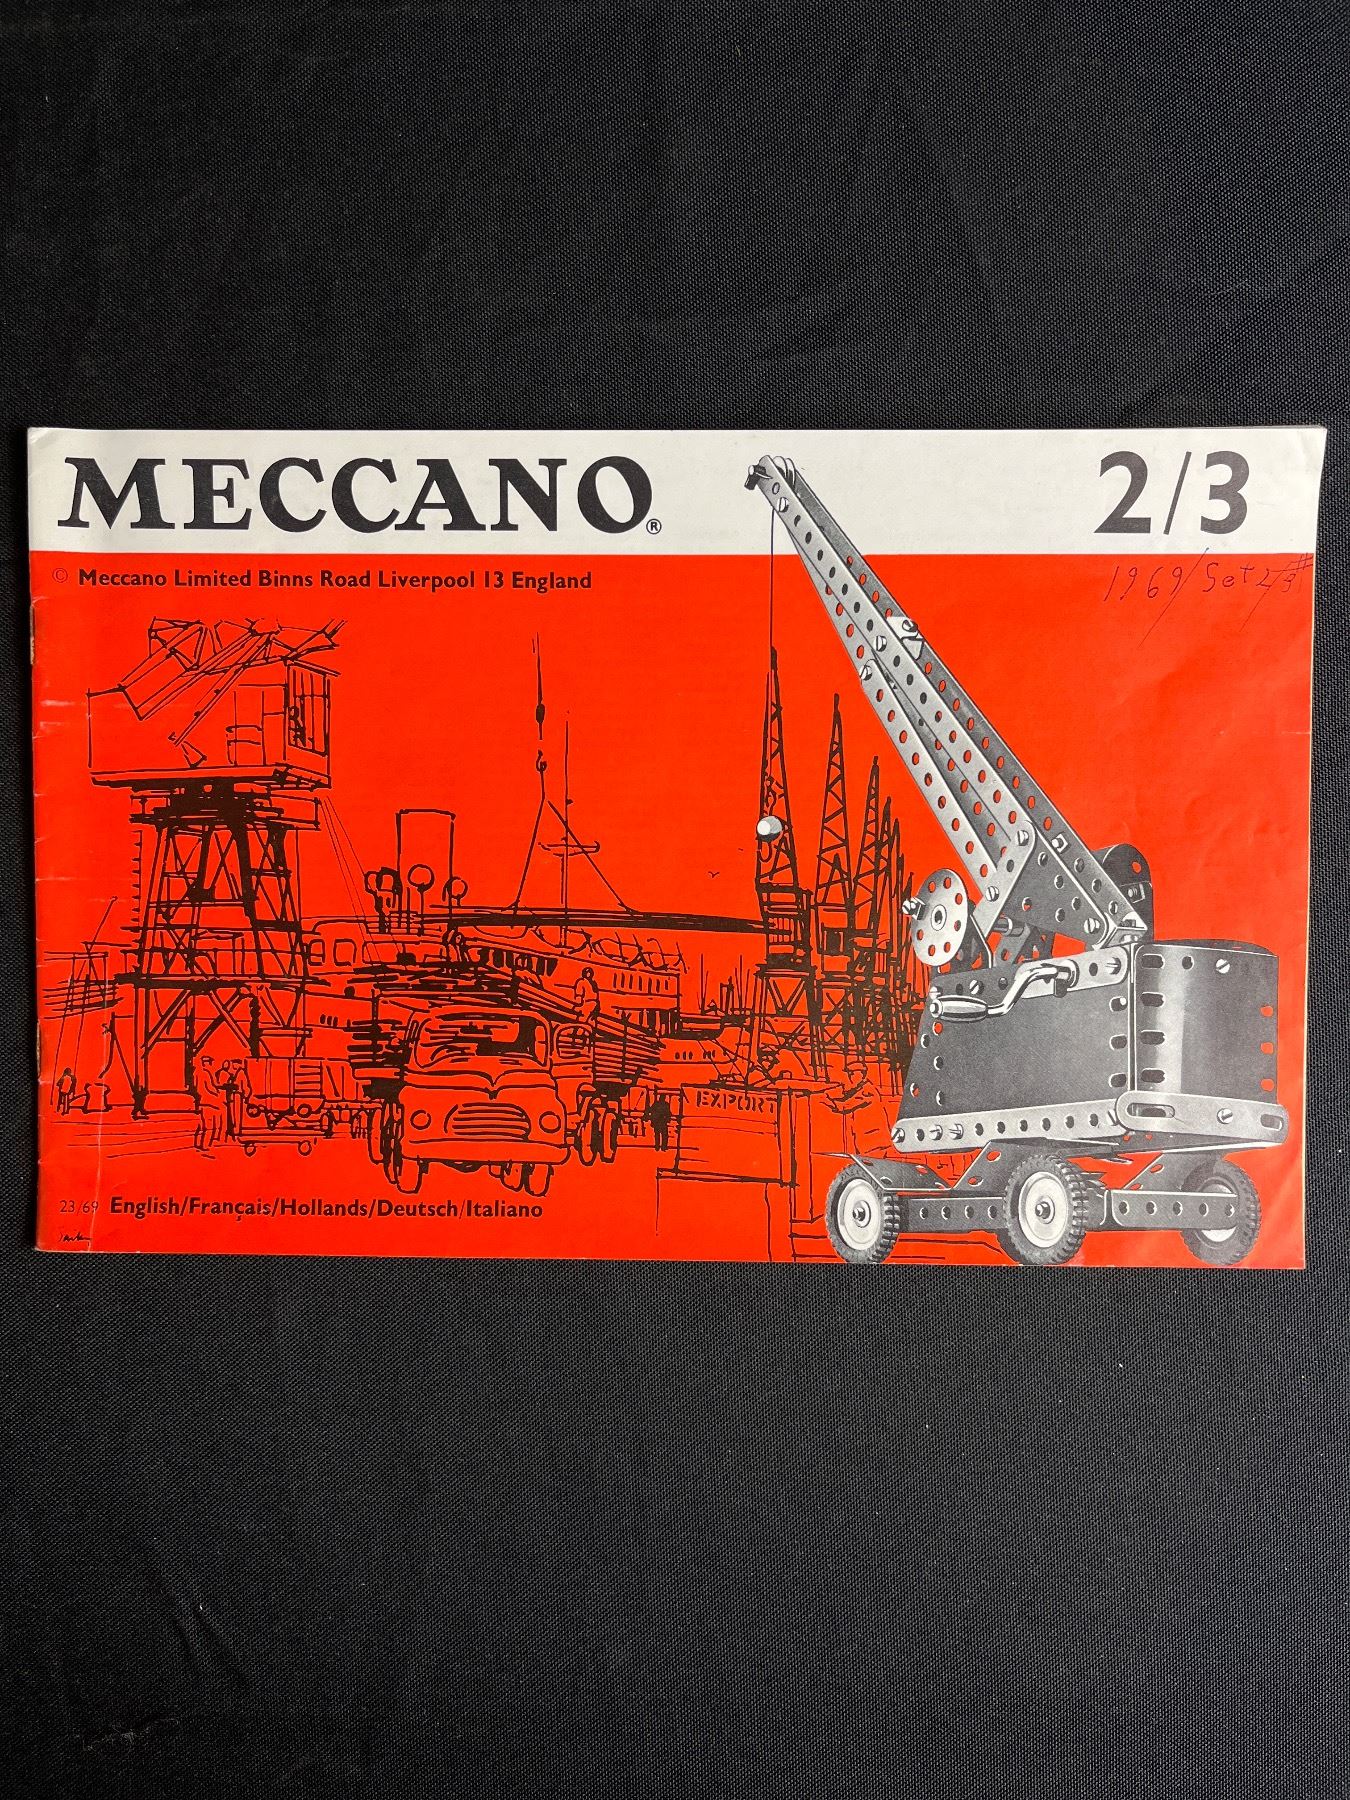 MECCANO®
2/3
© Meccano Limited Binns Road Liverpool 13 England
1969/Set 2/3
EXPORT
23/69 English/Français/Hollands/Deutsch/Italiano